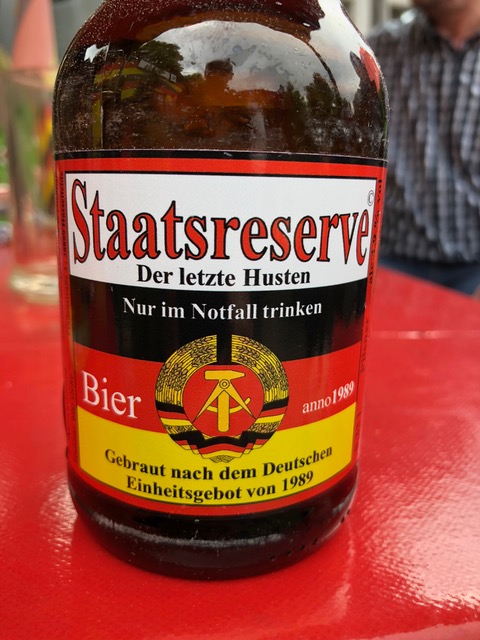 Staatsreserve©
Der letzte Husten
Nur im Notfall trinken
Bier
anno1989
Gebraut nach dem Deutschen
Einheitsgebot von 1989